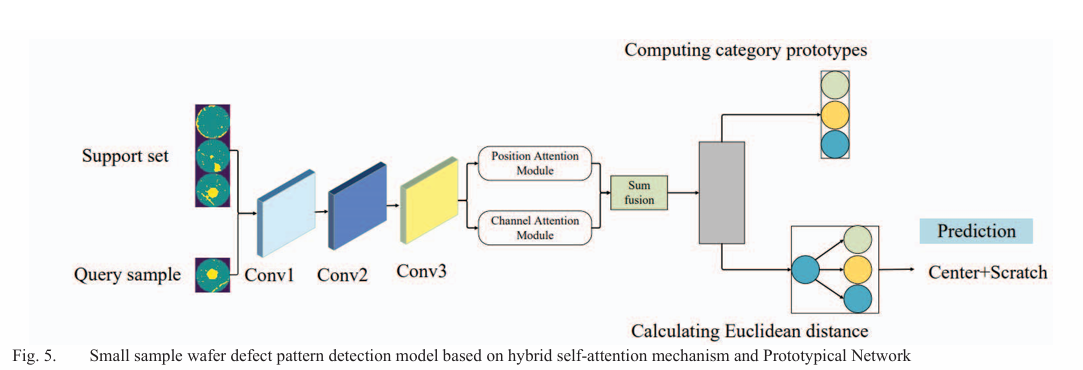 Computing category prototypes
Support set
Position Attention
Module
Sum
fusion
Channel Attention
Module
Prediction
Query sample
Conv1
Conv2
Conv3
Center+Scratch
Calculating Euclidean distance
Fig. 5. Small sample wafer defect pattern detection model based on hybrid self-attention mechanism and Prototypical Network